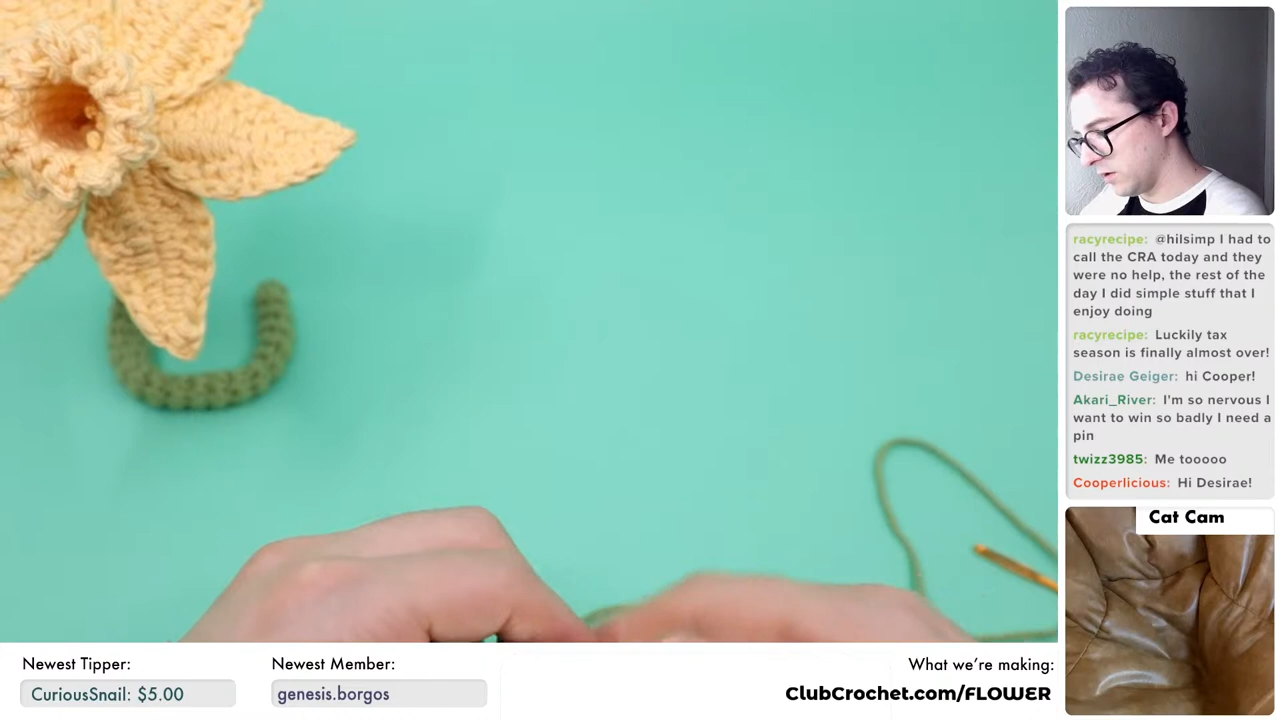 racyrecipe: @hilsimp I had to
call the CRA today and they
were no help, the rest of the
day I did simple stuff that I
enjoy doing
racyrecipe: Luckily tax
season is finally almost over!
Desirae Geiger: hi Cooper!
Akari_River: I'm so nervous I
want to win so badly I need a
pin
twizz3985: Me tooooo
Cooperlicious: Hi Desirae!
Cat Cam
Newest Tipper:
CuriousSnail: $5.00
Newest Member:
genesis.borgos
What we're making:
ClubCrochet.com/FLOWER